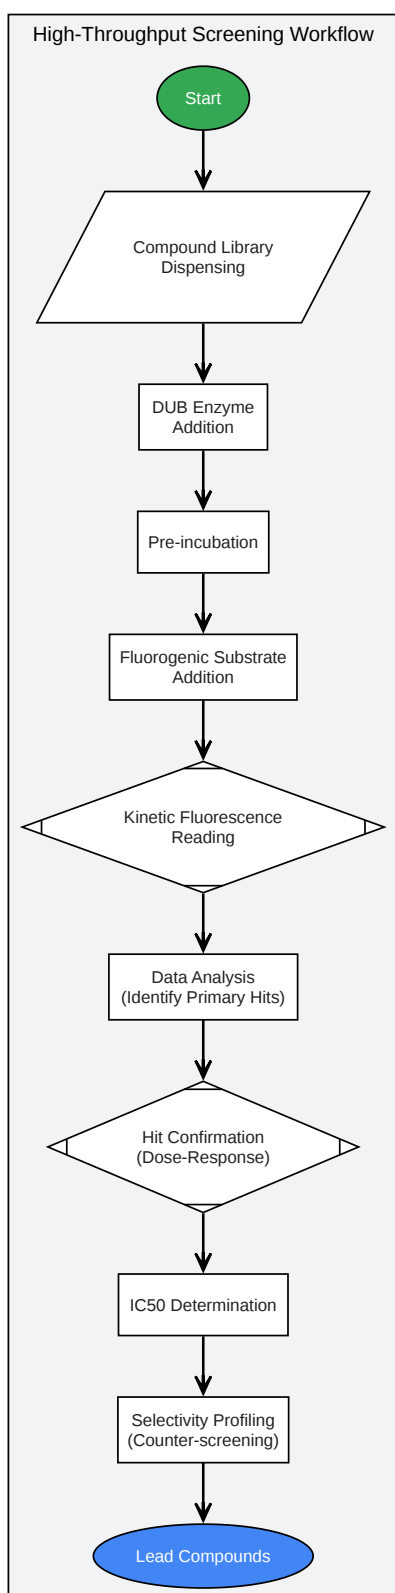 High-Throughput Screening Workflow
Start
Compound Library
Dispensing
DUB Enzyme
Addition
Pre-incubation
Fluorogenic Substrate
Addition
Kinetic Fluorescence
Reading
Data Analysis
(Identify Primary Hits)
Hit Confirmation
(Dose-Response)
IC50 Determination
Selectivity Profiling
(Counter-screening)
Lead Compounds